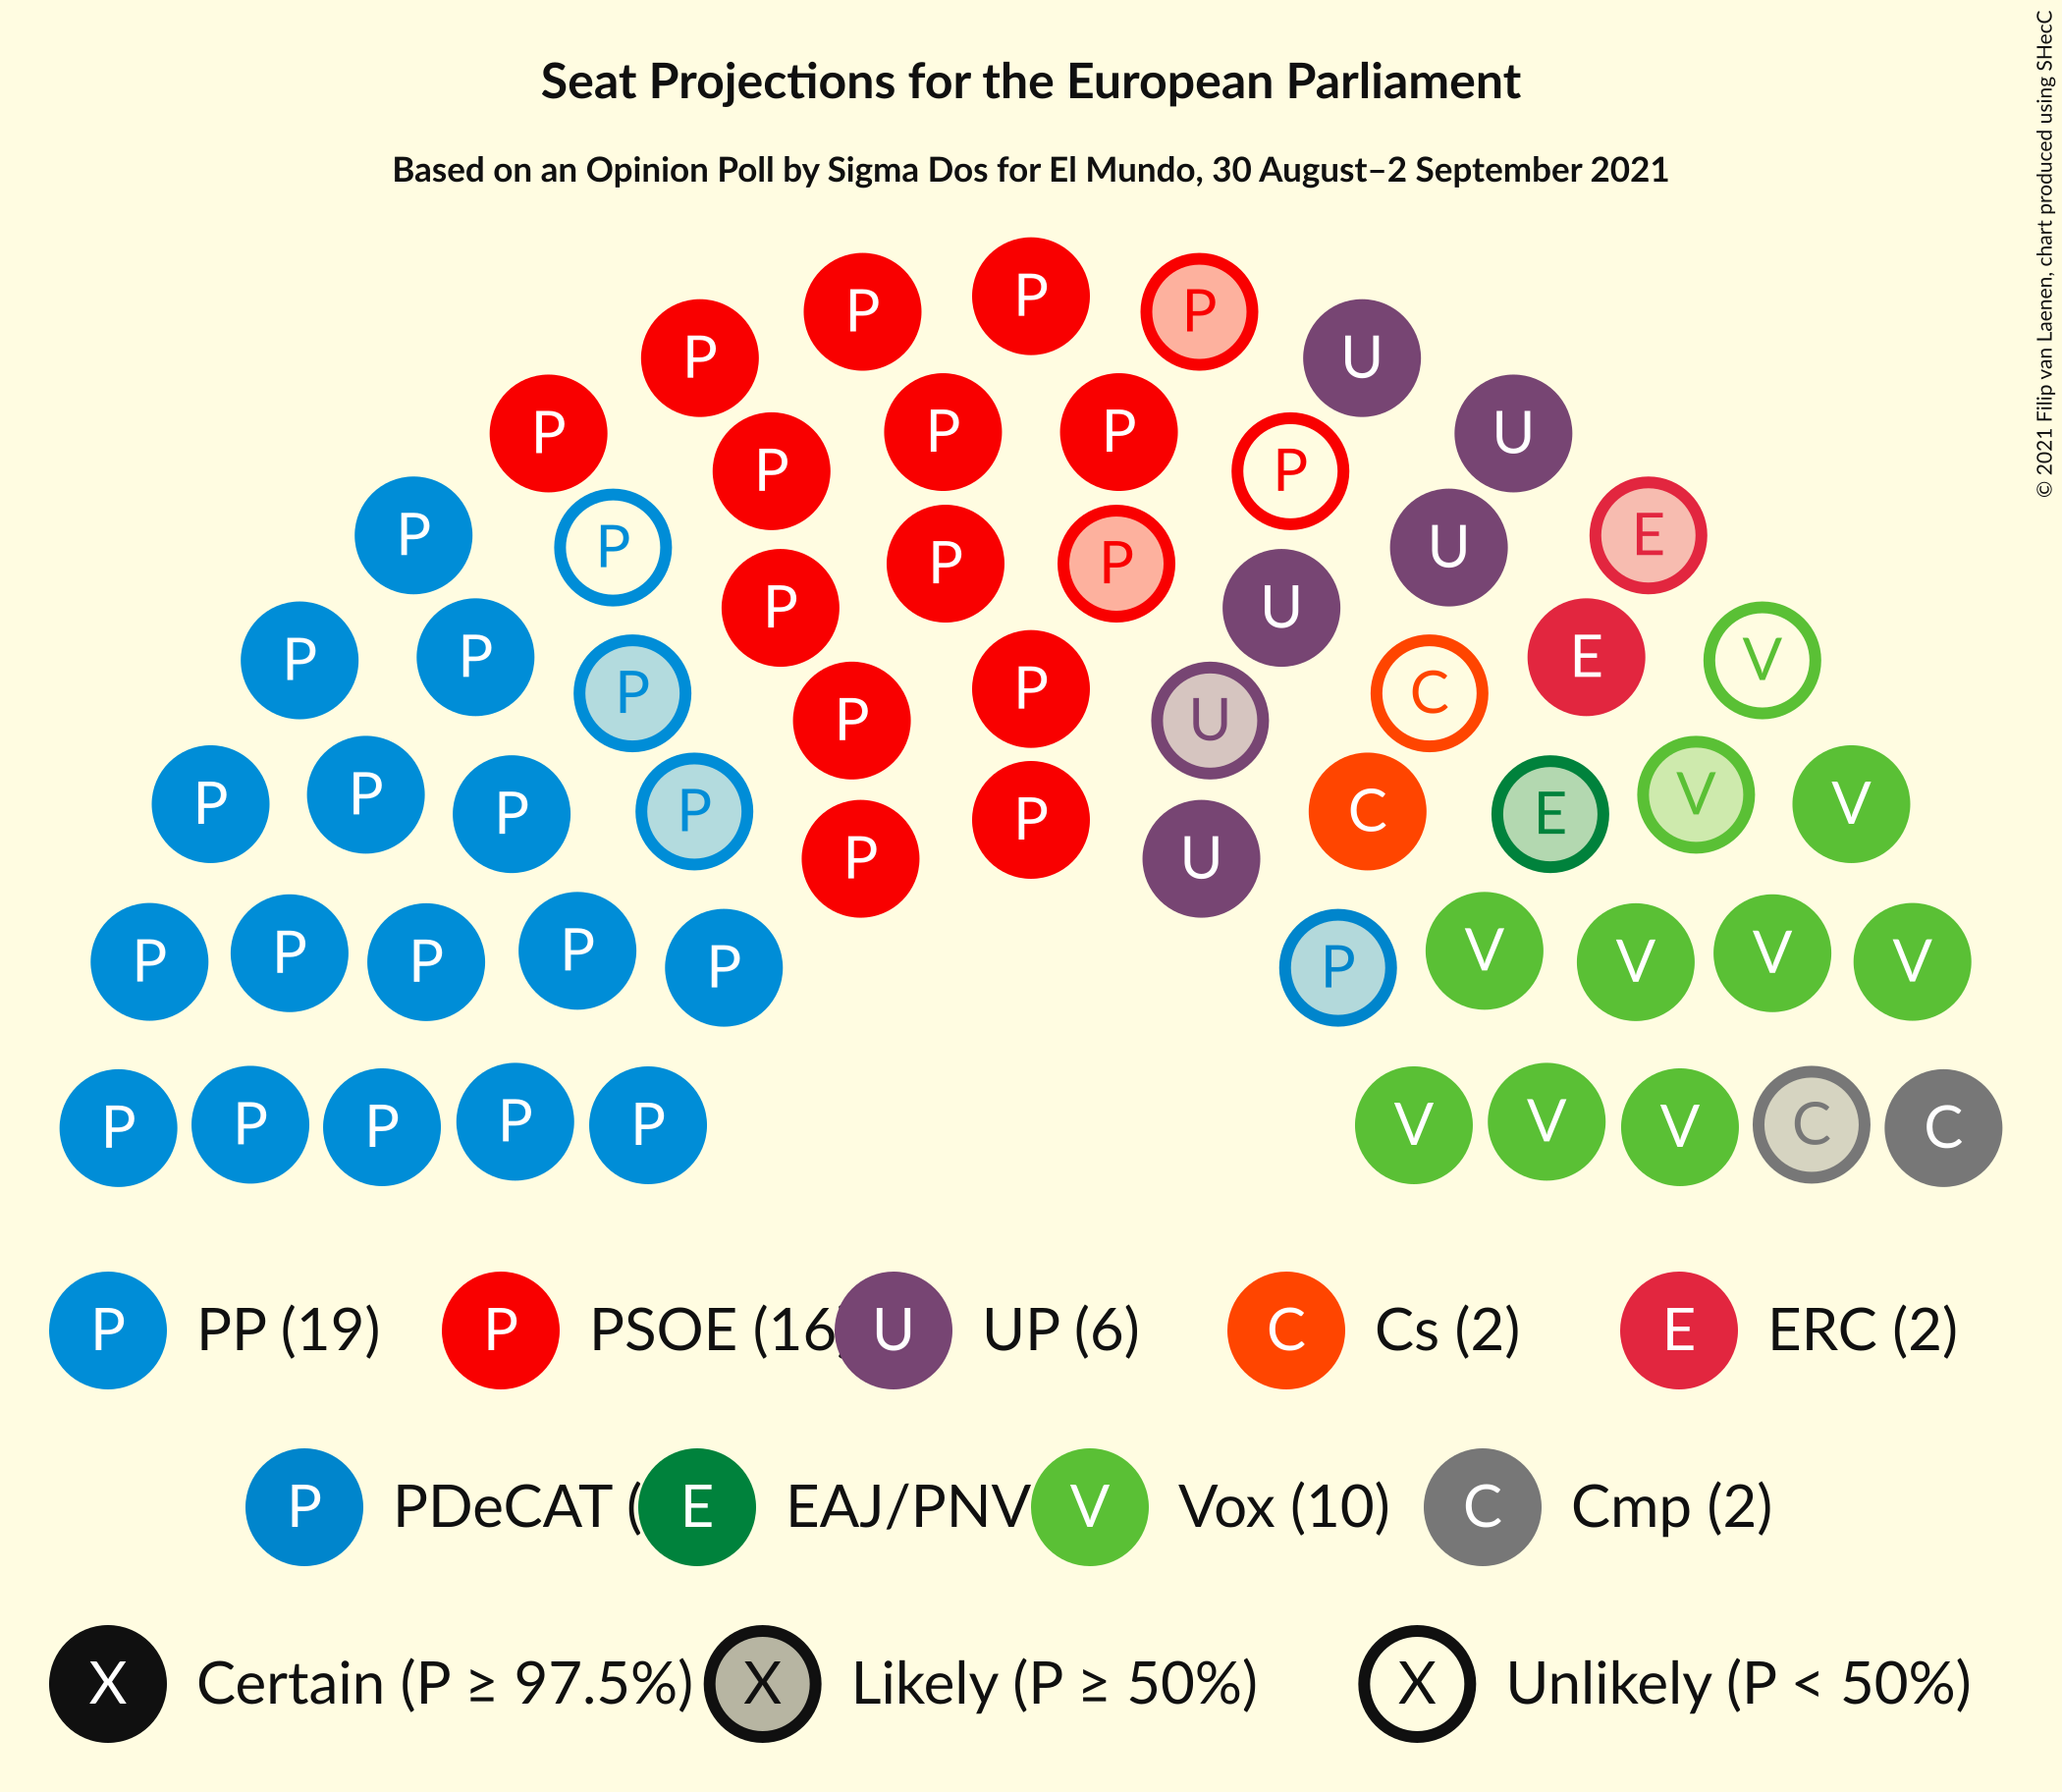 Seat Projections for the European Parliament
Based on an Opinion Poll by Sigma Dos for El Mundo, 30 August–2 September 2021
© 2021 Filip van Laenen, chart produced using SHecC
P P P P U
P P P P P U
P P P P U E
P P P P U
P P P P U C E V
P P P P P P C E V V
P P P P P P V V V V
P P P P P V V V C C
P PP (19) P PSOE (16 U UP (6) C Cs (2) E ERC (2)
P PDeCAT ( E EAJ/PNV V Vox (10) C Cmp (2)
X Certain (P ≥ 97.5%) X Likely (P ≥ 50%) X Unlikely (P < 50%)